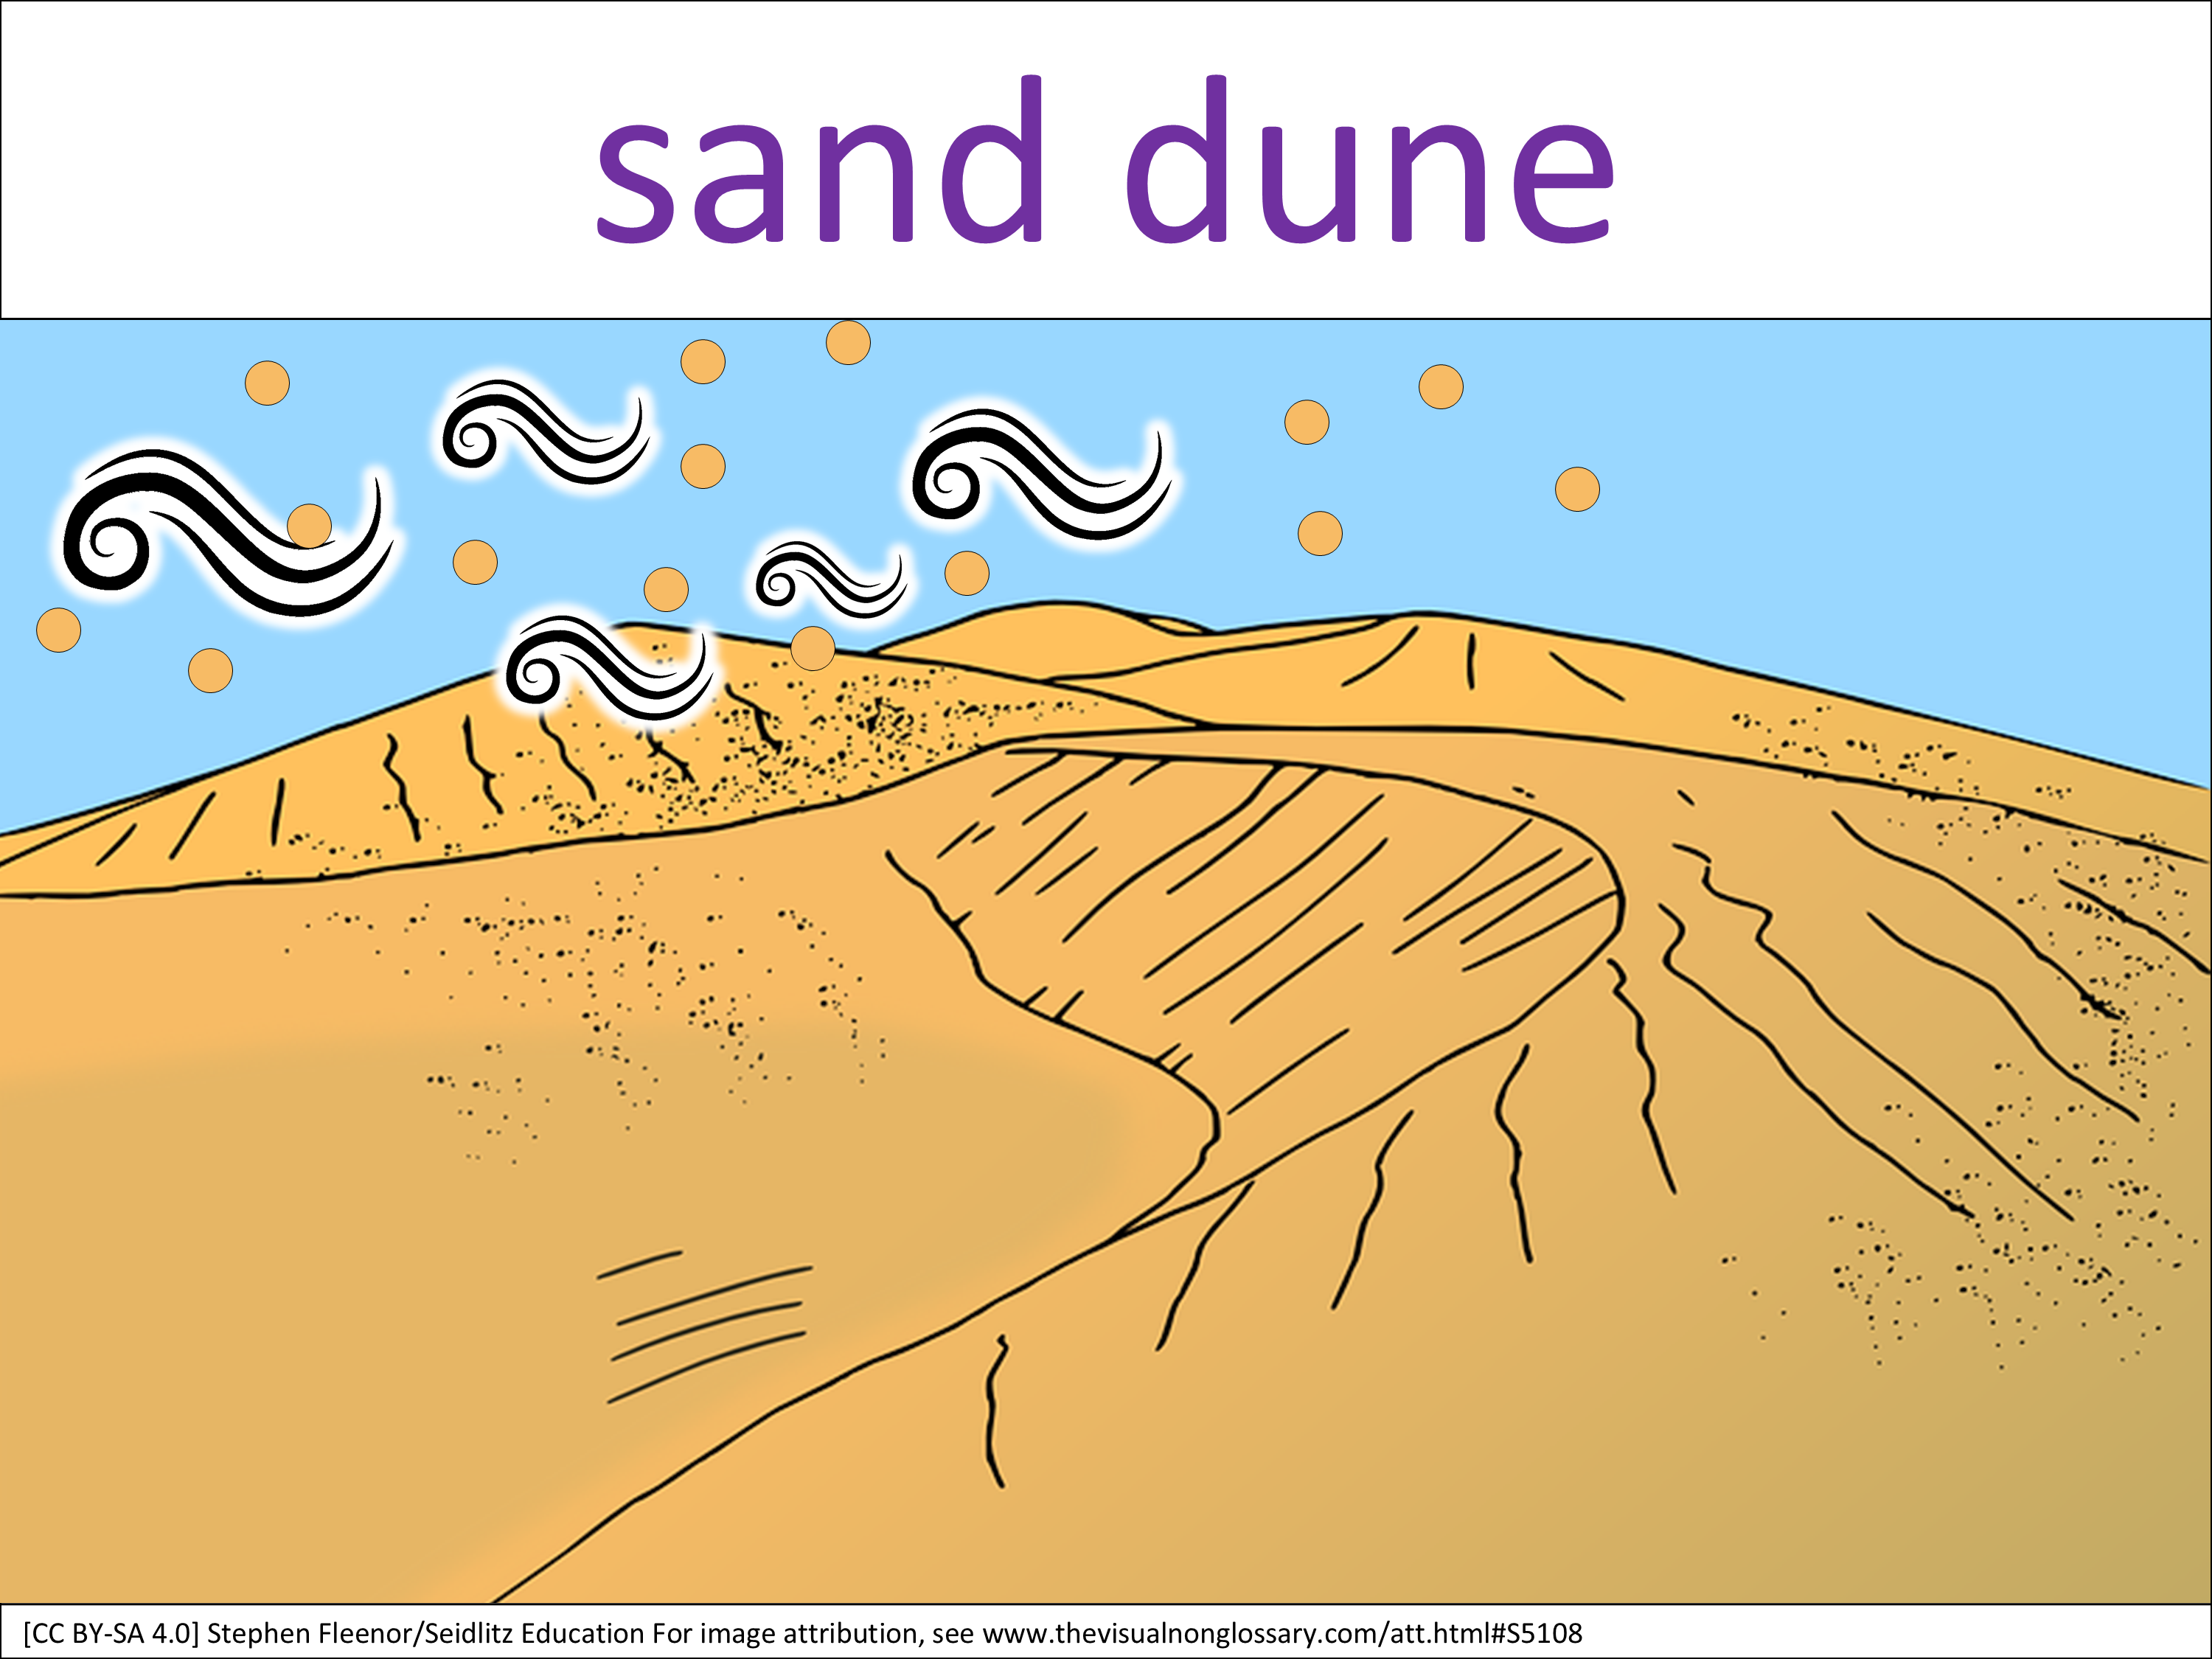 sand dune
[CC BY-SA 4.0] Stephen Fleenor/Seidlitz Education For image attribution, see www.thevisualnonglossary.com/att.html#S5108